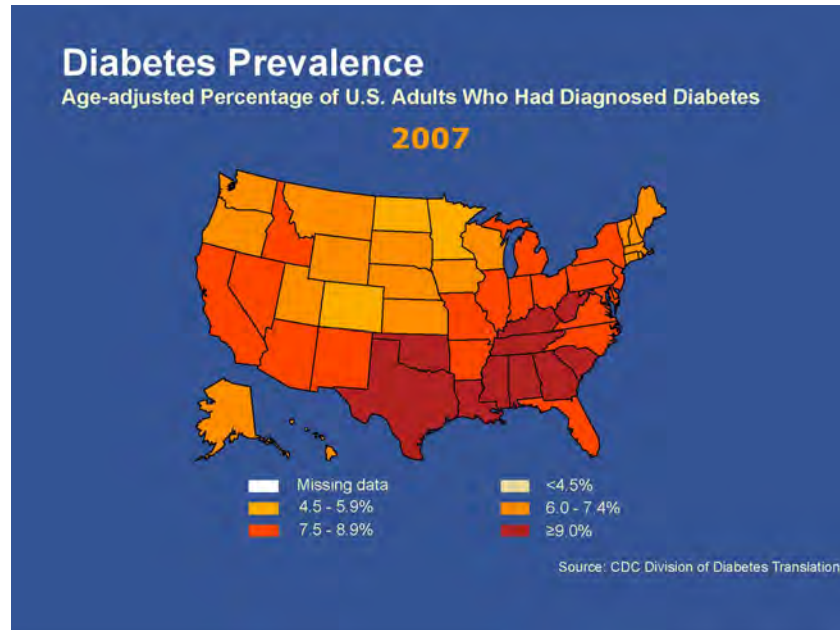 Diabetes Prevalence
Age-adjusted Percentage of U.S. Adults Who Had Diagnosed Diabetes
2007
Missing data
<4.5%
4.5 - 5.9%
6.0 - 7.4%
7.5 - 8.9%
≥9.0%
Source: CDC Division of Diabetes Translation